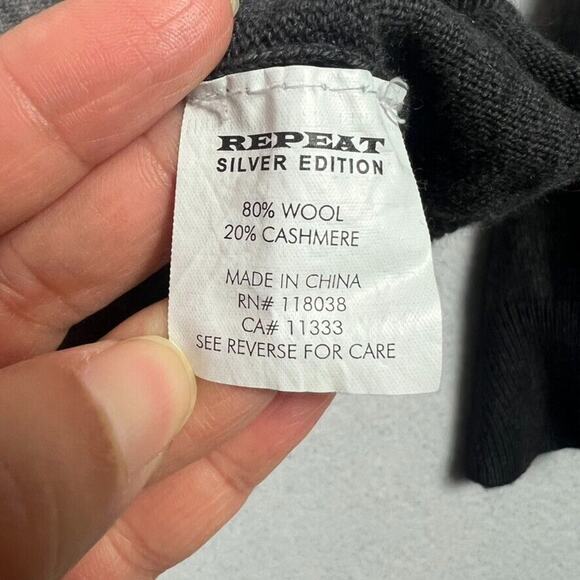 REPEAT
SILVER EDITION
80% WOOL
20% CASHMERE
MADE IN CHINA
RN# 118038
CA# 11333
SEE REVERSE FOR CARE